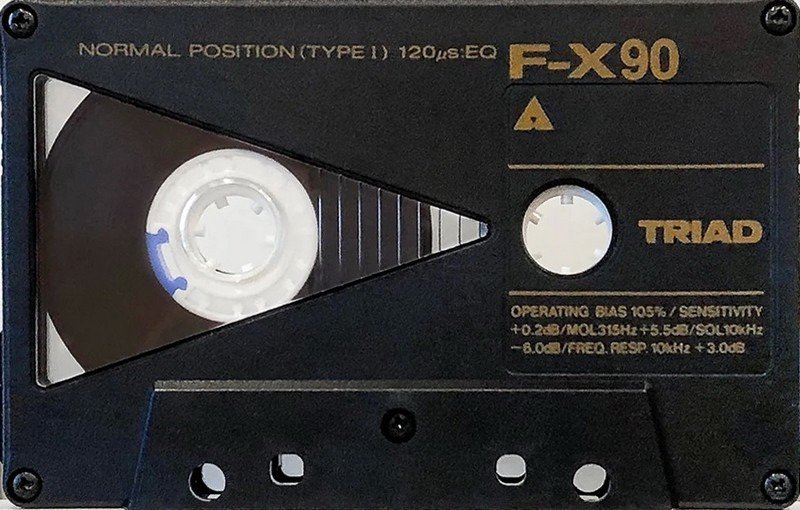 NORMAL POSITION (TYPE I) 120µs:EQ
F-X90
A
TRIAD
OPERATING BIAS 105% / SENSITIVITY
+0.2dB/MOL315Hz +5.5dB/SOL10kHz
−6.0dB/FREQ. RESP. 10kHz +3.0dB